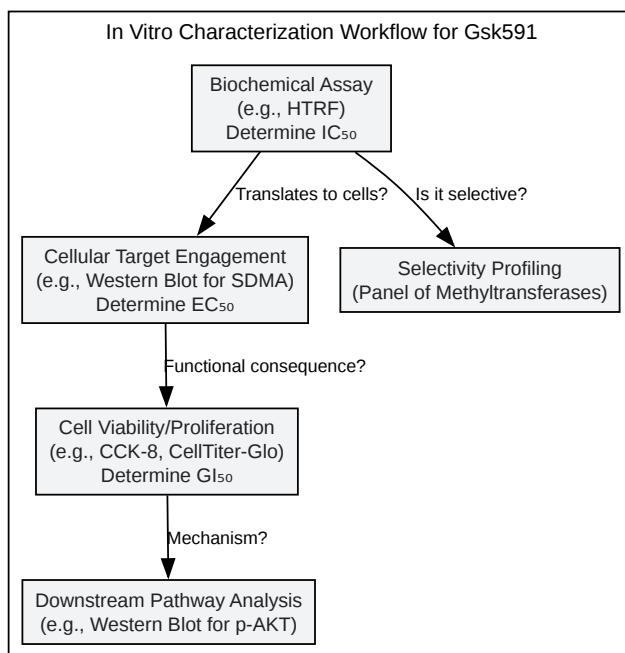 In Vitro Characterization Workflow for Gsk591
Biochemical Assay
(e.g., HTRF)
Determine IC₅₀
Translates to cells?
Is it selective?
Cellular Target Engagement
(e.g., Western Blot for SDMA)
Determine EC₅₀
Selectivity Profiling
(Panel of Methyltransferases)
Functional consequence?
Cell Viability/Proliferation
(e.g., CCK-8, CellTiter-Glo)
Determine GI₅₀
Mechanism?
Downstream Pathway Analysis
(e.g., Western Blot for p-AKT)